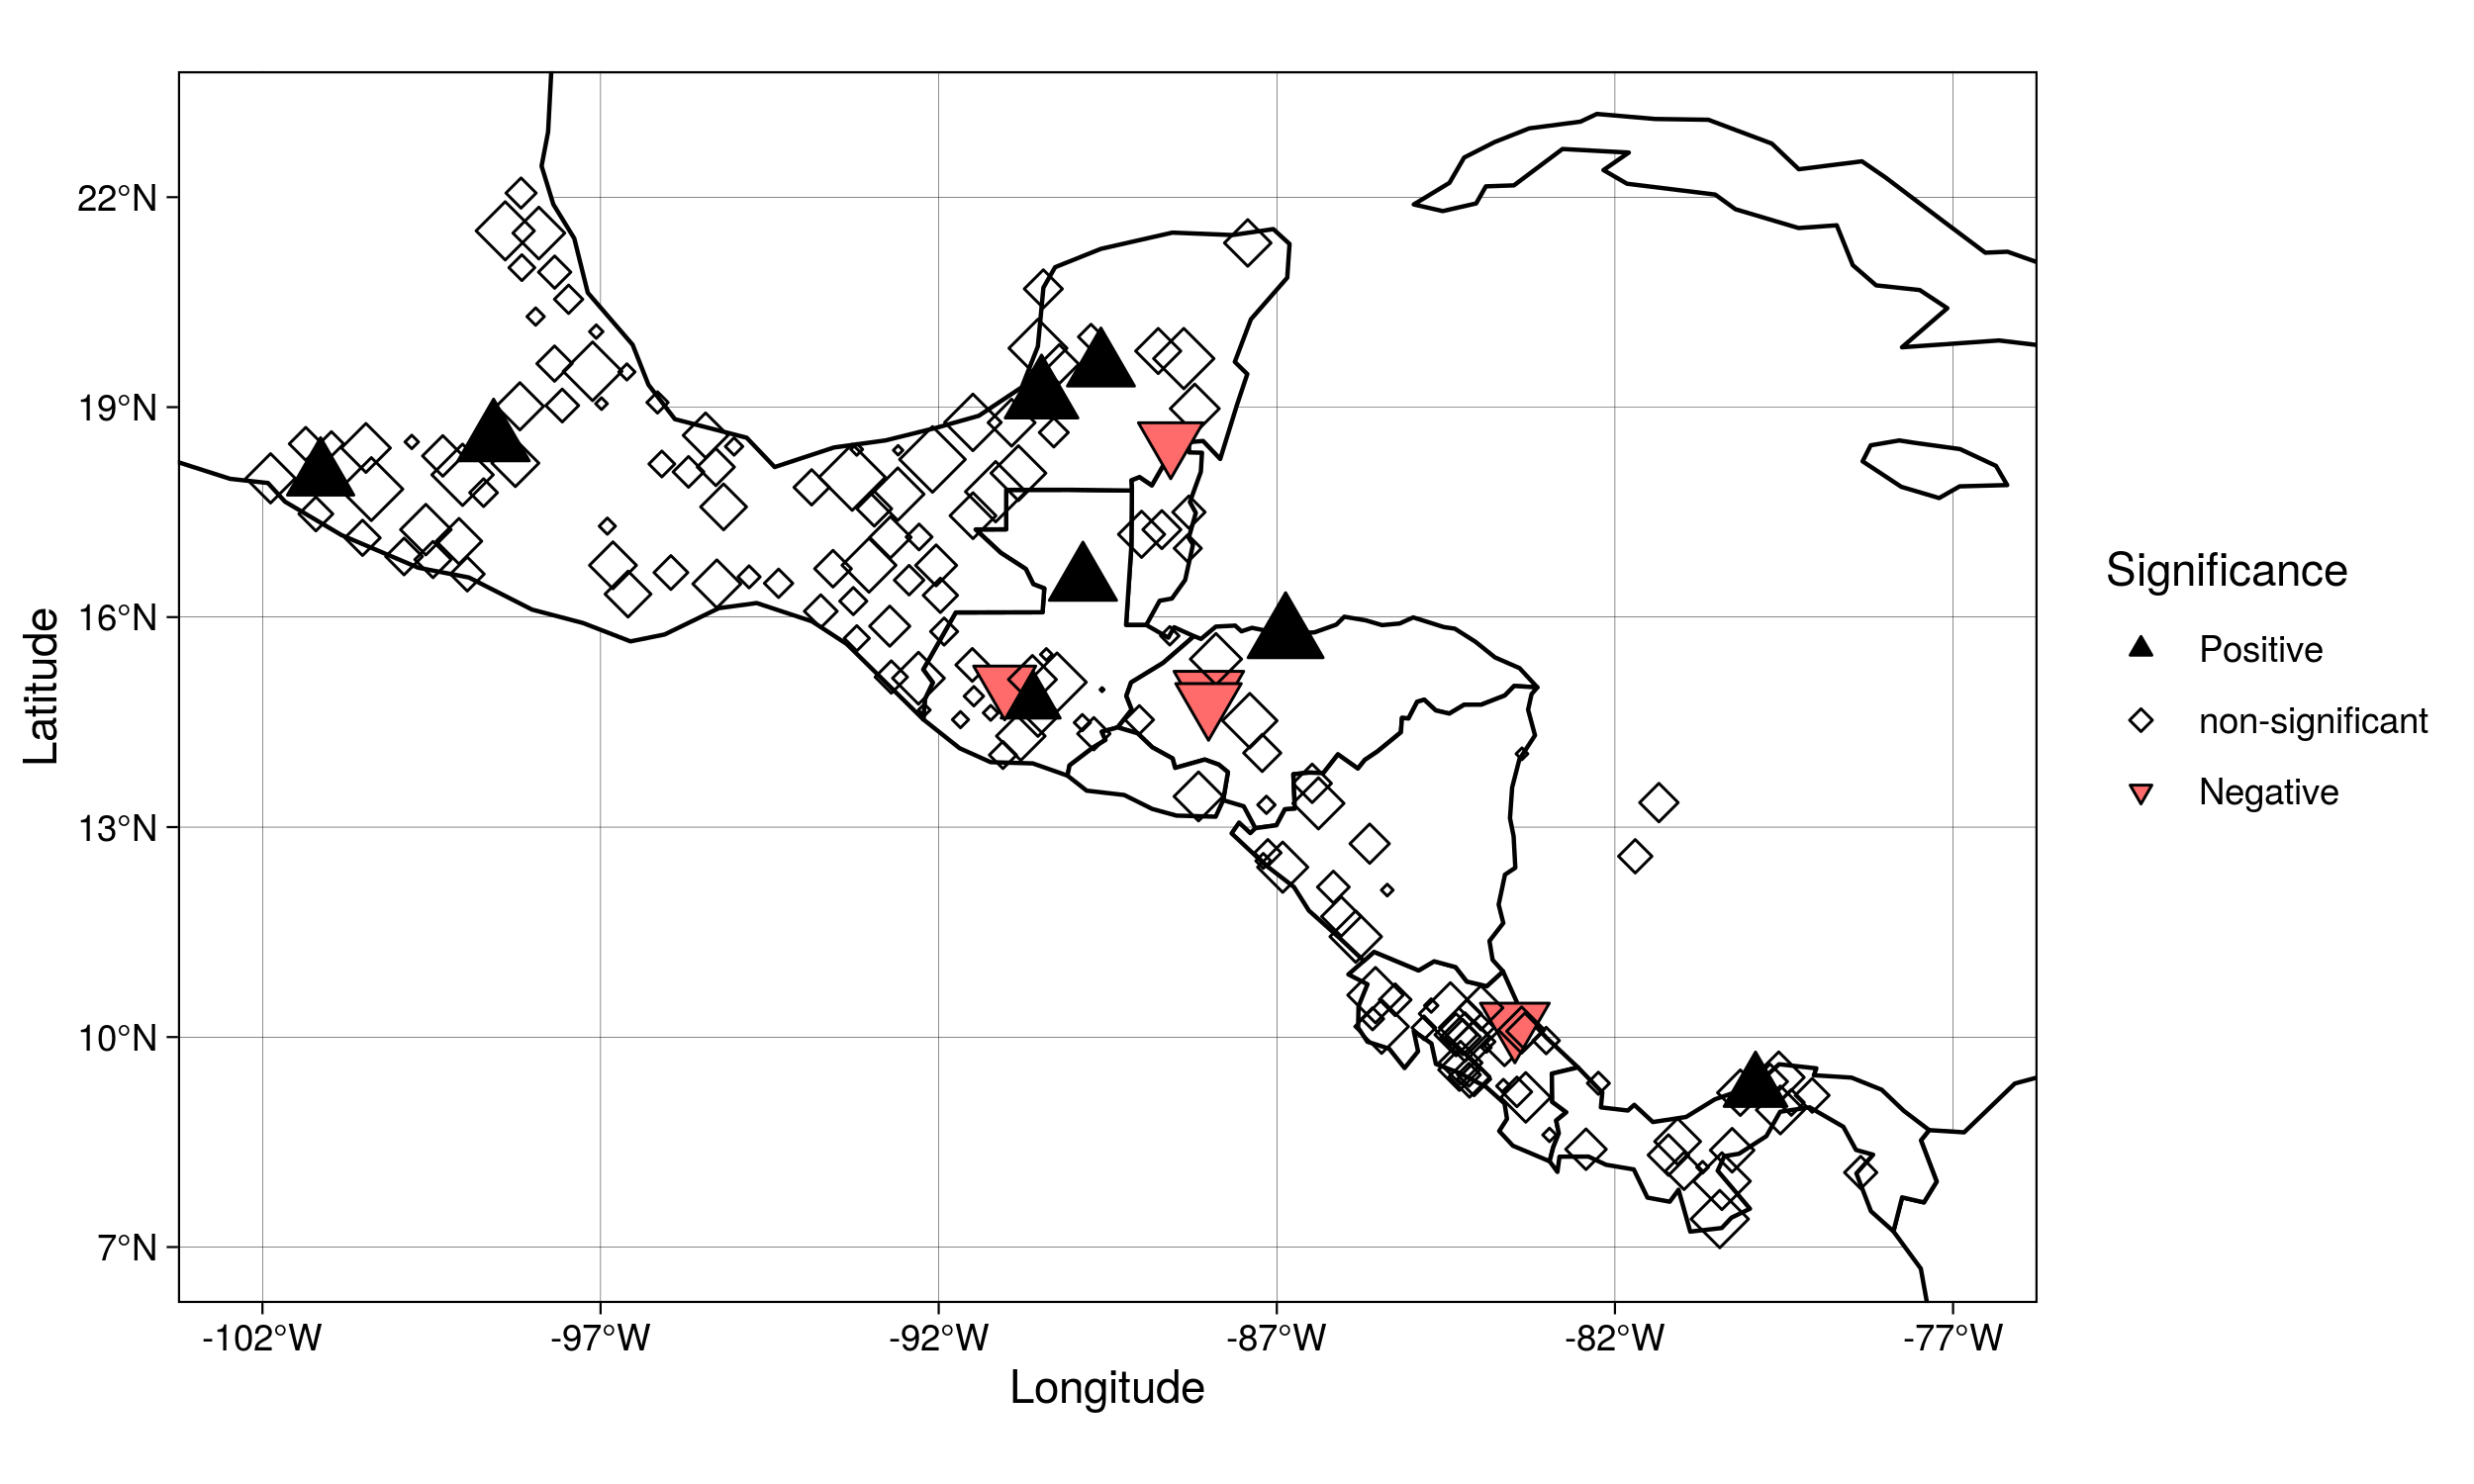 22°N
19°N
16°N
13°N
10°N
7°N
Latitude
-102°W
-97°W
-92°W
-87°W
-82°W
-77°W
Longitude
Significance
Positive
non-significant
Negative